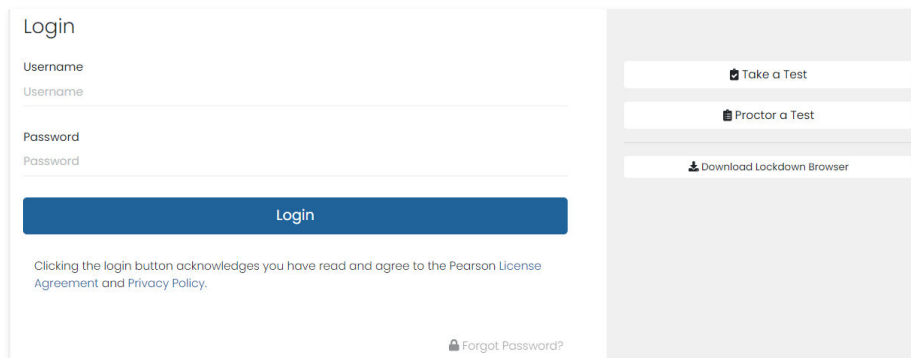 Login
Username
Username
Password
Password
Login
Clicking the login button acknowledges you have read and agree to the Pearson License
Agreement and Privacy Policy.
Forgot Password?
Take a Test
Proctor a Test
Download Lockdown Browser